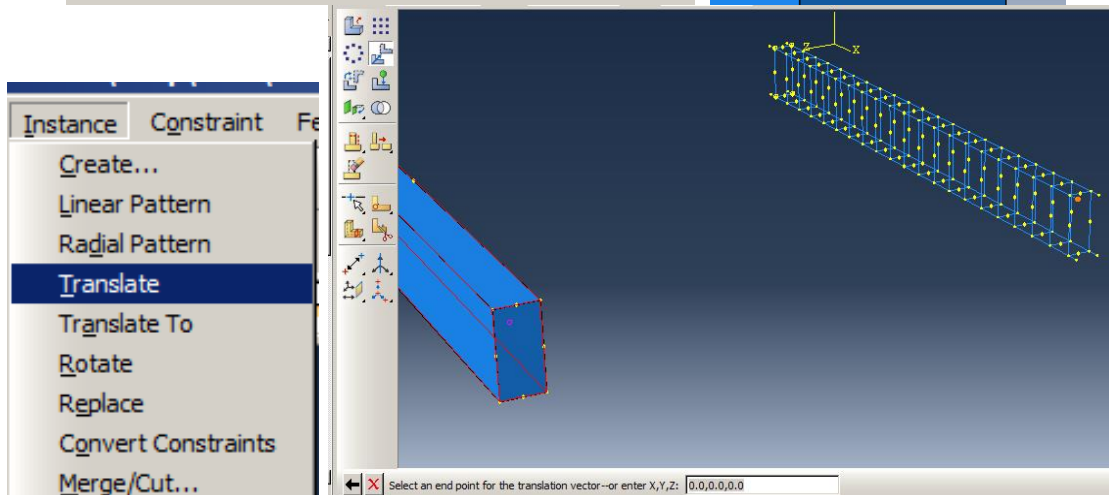 Instance Constraint Fe
Create...
Linear Pattern
Radial Pattern
Translate
Translate To
Rotate
Replace
Convert Constraints
Merge/Cut...
Z
X
Select an end point for the translation vector--or enter X,Y,Z: 0.0,0.0,0.0